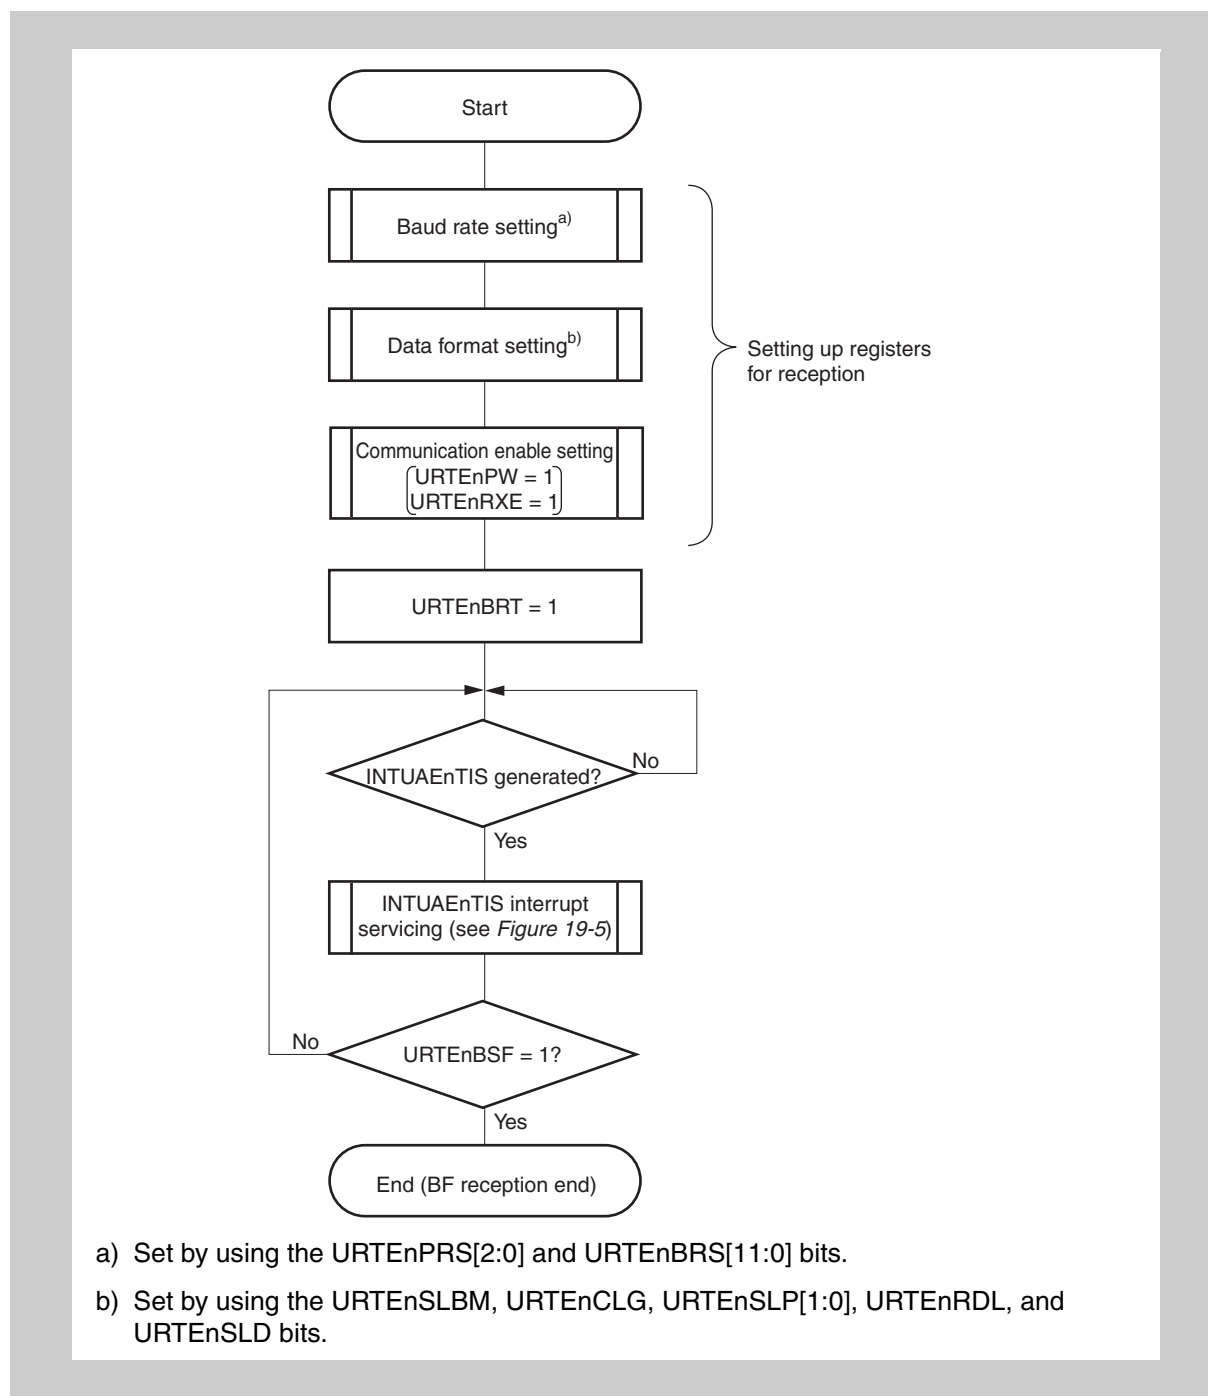 Start
Baud rate settinga)
Data format settingb)
Setting up registers
for reception
Communication enable setting
URTEnPW = 1
URTEnRXE = 1
URTEnBRT = 1
INTUAEnTIS generated?
No
Yes
INTUAEnTIS interrupt
servicing (see Figure 19-5)
No
URTEnBSF = 1?
Yes
End (BF reception end)
a) Set by using the URTEnPRS[2:0] and URTEnBRS[11:0] bits.
b) Set by using the URTEnSLBM, URTEnCLG, URTEnSLP[1:0], URTEnRDL, and
URTEnSLD bits.